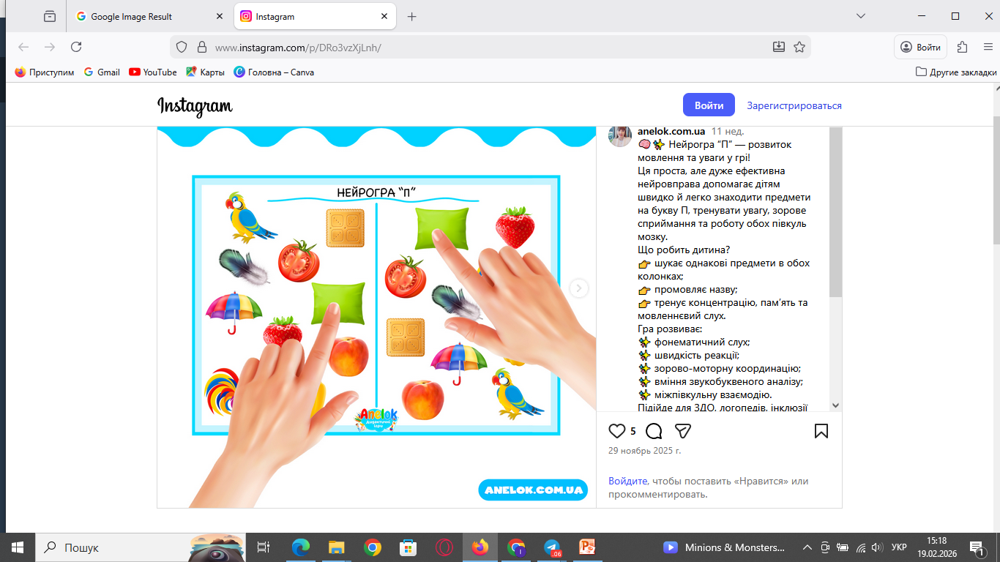 Google Image Result
Instagram
www.instagram.com/p/DRo3vzXjLnh/
Войти
Приступим
Gmail
YouTube
Карты
Головна – Canva
Другие закладки
Instagram
Войти
Зарегистрироваться
НЕЙРОГРА “П”
Anelok
Дидактичні
ігри
ANELOK.COM.UA
anelok.com.ua 11 нед.
🧠✨ Нейрогра “П” — розвиток
мовлення та уваги у грі!
Ця проста, але дуже ефективна
нейровправа допомагає дітям
швидко й легко знаходити предмети
на букву П, тренувати увагу, зорове
сприймання та роботу обох півкуль
мозку.
Що робить дитина?
👉 шукає однакові предмети в обох
колонках;
👉 промовляє назву;
👉 тренує концентрацію, пам’ять та
мовленнєвий слух.
Гра розвиває:
✨ фонематичний слух;
✨ швидкість реакції;
✨ зорово-моторну координацію;
✨ вміння звукобуквеного аналізу;
✨ міжпівкульну взаємодію.
Підійде для ЗДО, логопедів, інклюзії
5
29 ноябрь 2025 г.
Войдите, чтобы поставить «Нравится» или
прокомментировать.
Пошук
.06
Minions & Monsters...
УКР
15:18
19.02.2026
1